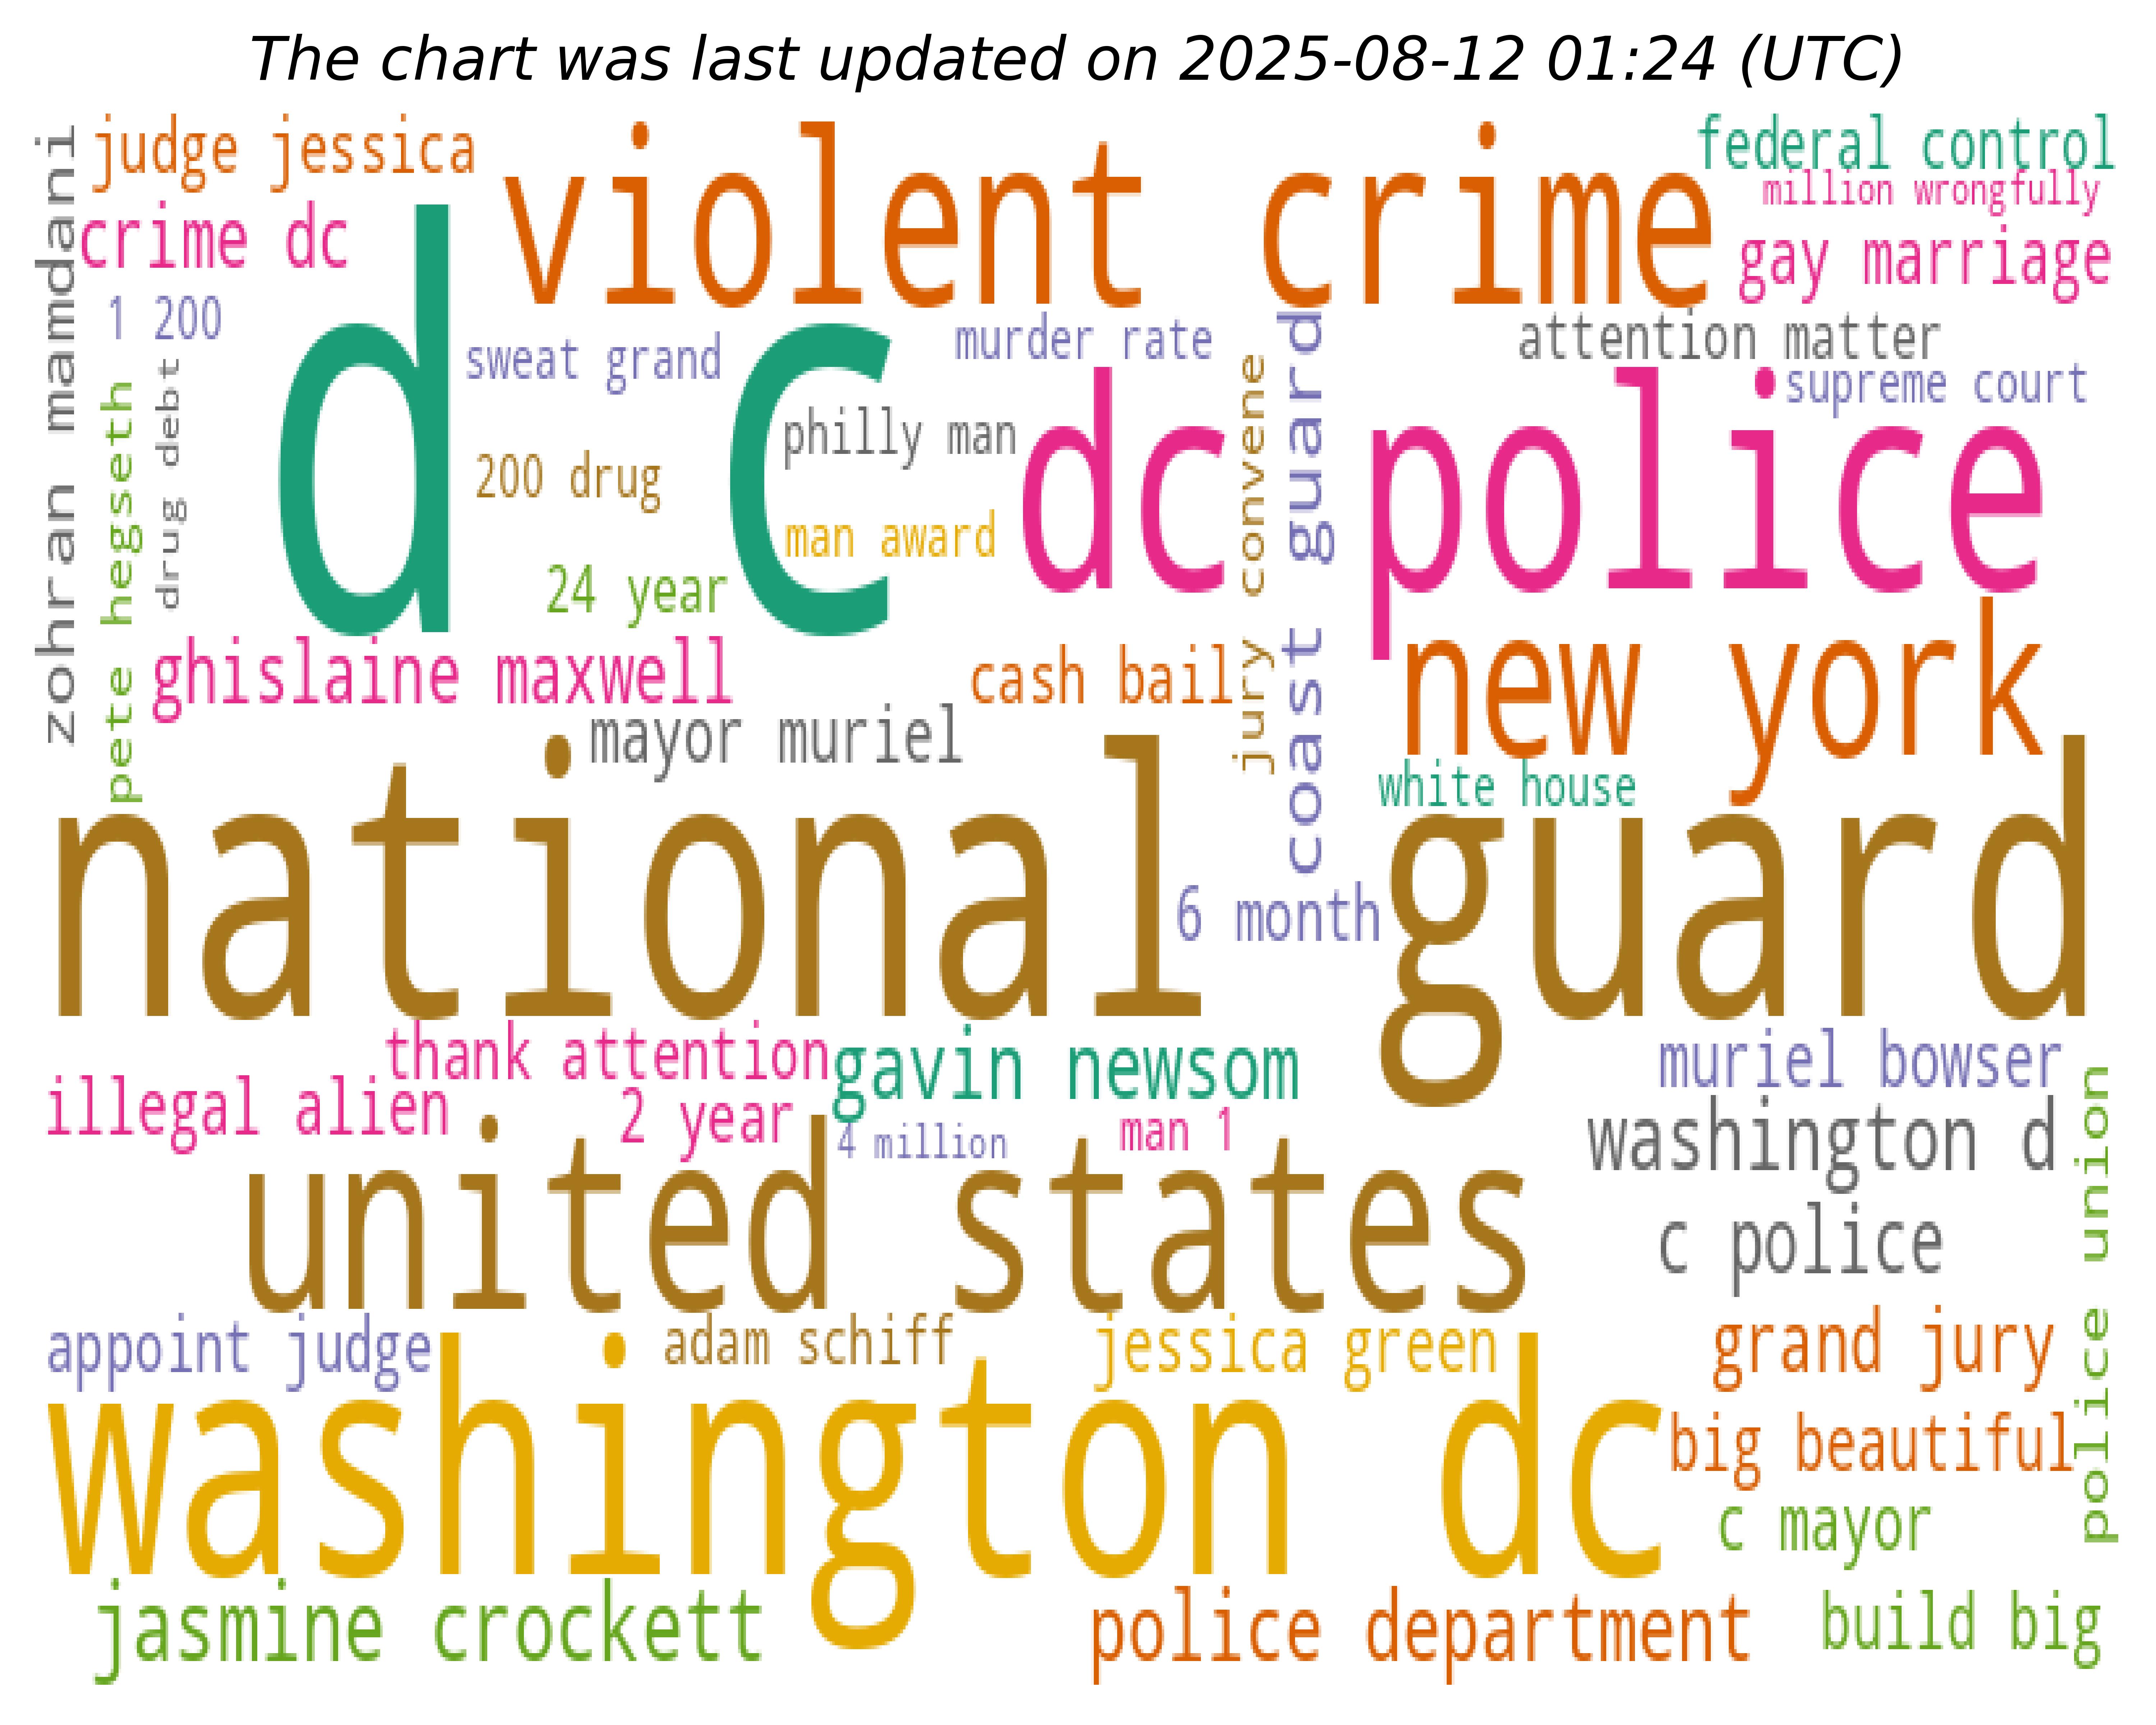 The chart was last updated on 2025-08-12 01:24 (UTC)
zohran mamdani
judge jessica
violent crime
federal control
million wrongfully
crime dc
gay marriage
1 200
d c
sweat grand
murder rate
coast guard
attention matter
supreme court
pete hegseth
drug debt
philly man
jury convene
dc police
200 drug
man award
24 year
ghislaine maxwell
cash bail
new york
mayor muriel
white house
national guard
6 month
thank attention
gavin newsom
muriel bowser
illegal alien
2 year
4 million
man 1
washington d
police union
united states
c police
appoint judge
adam schiff
jessica green
grand jury
washington dc
big beautiful
c mayor
jasmine crockett
police department
build big